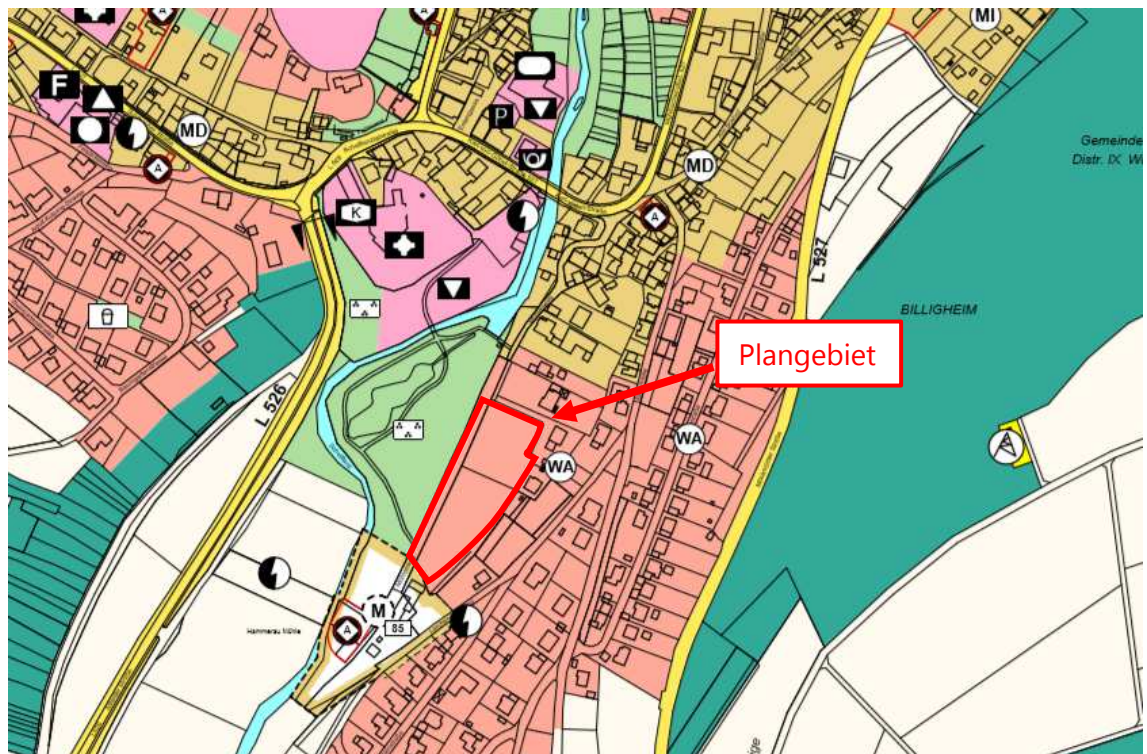 MI
F
P
MD
Gemeinde
Distr. IX W
A
MD
K
A
L 527
BILLIGHEIM
Plangebiet
L 526
WA
WA
M
A
85
Hammerau Mühle